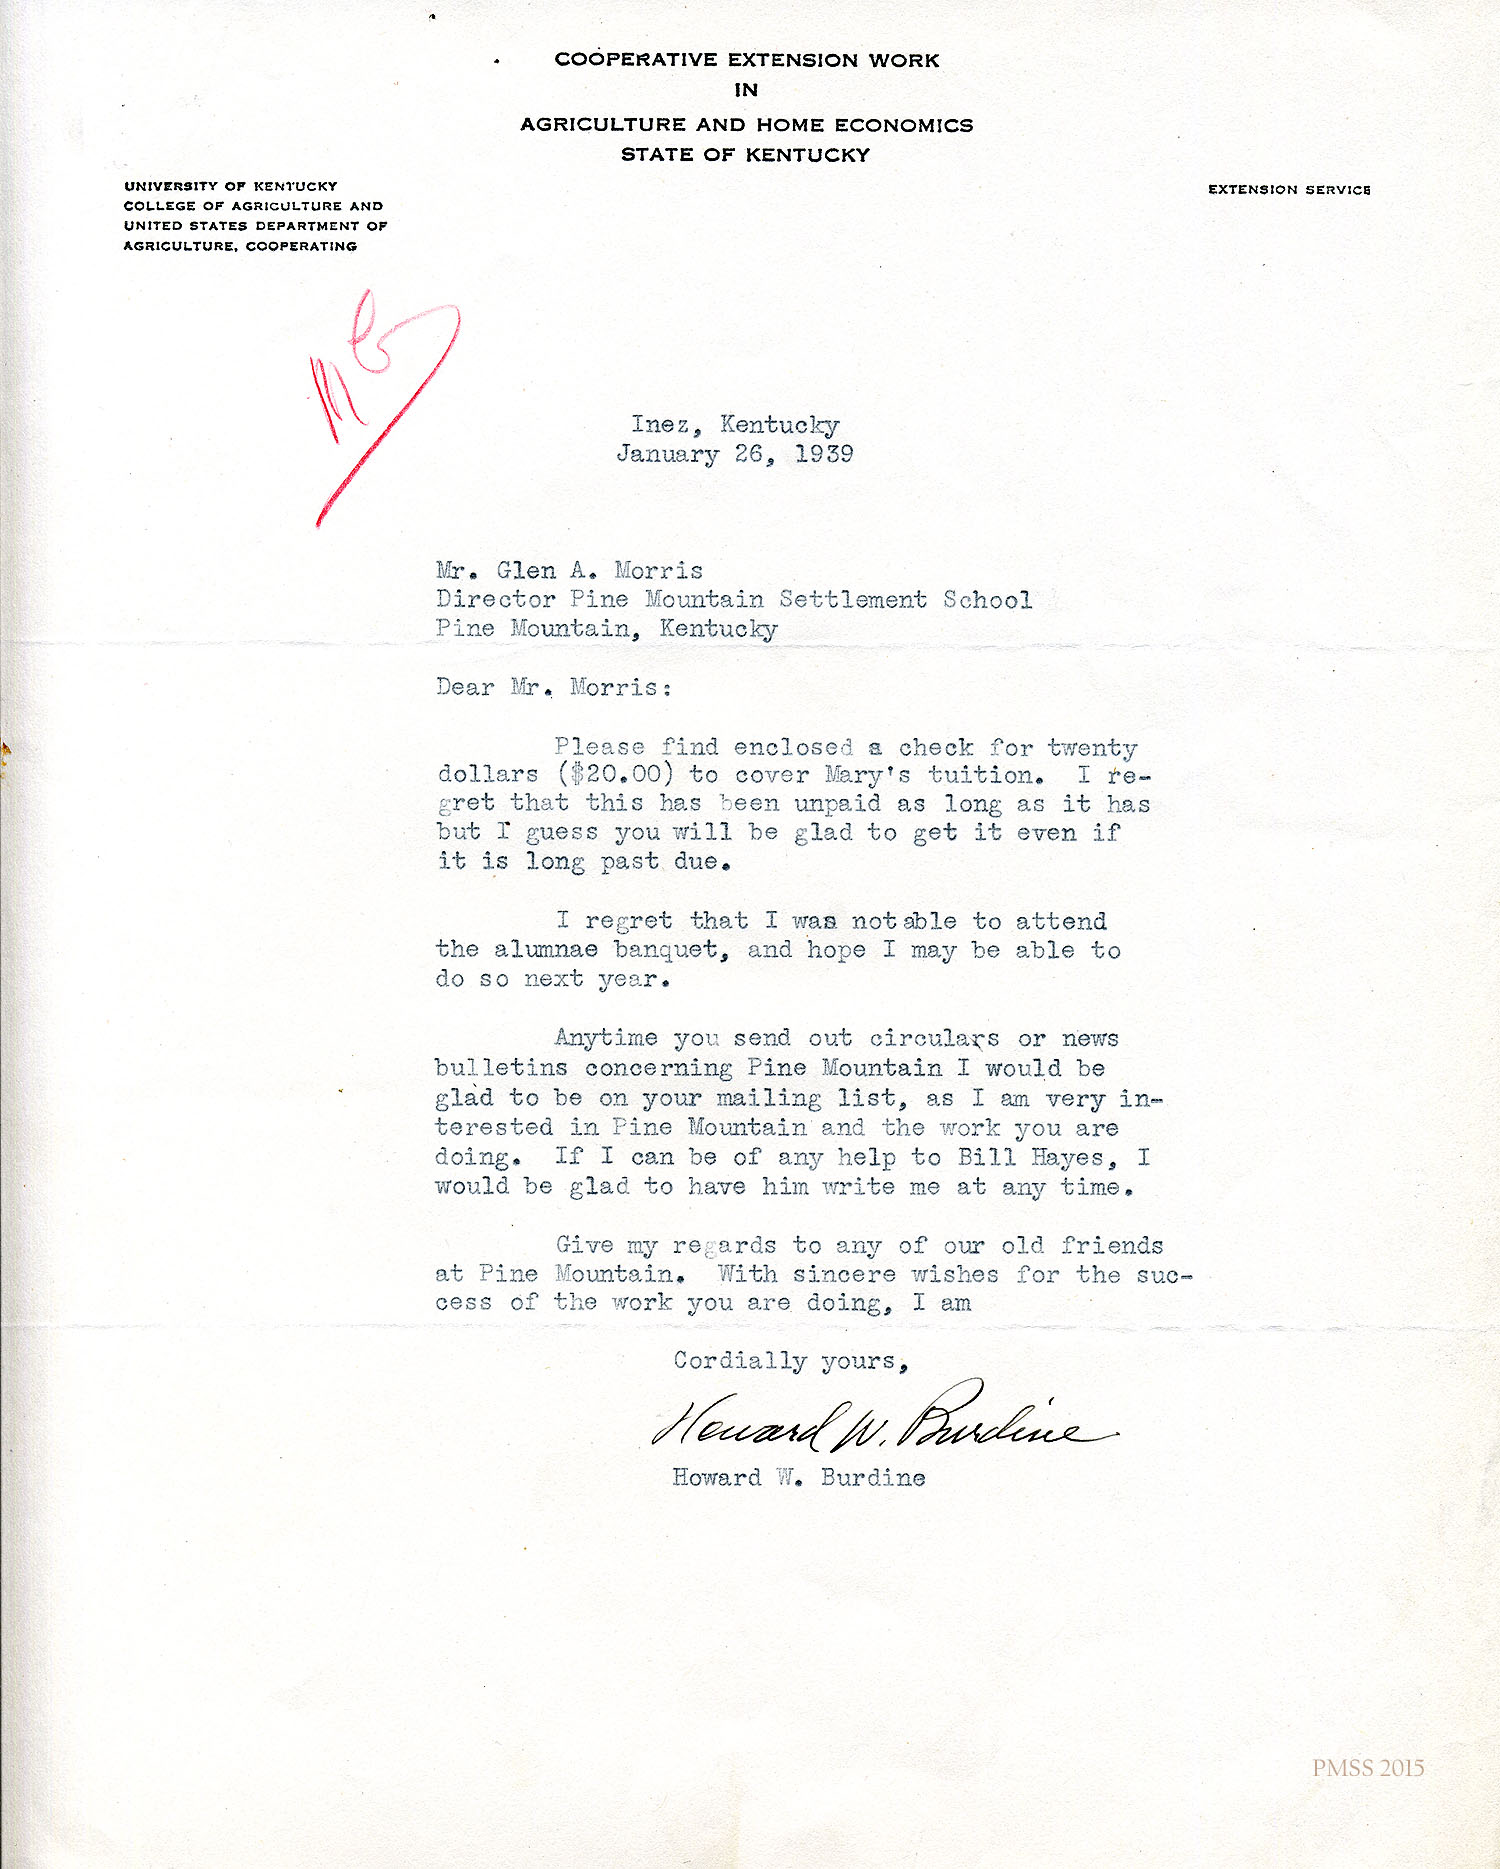 COOPERATIVE EXTENSION WORK
IN
AGRICULTURE AND HOME ECONOMICS
STATE OF KENTUCKY
UNIVERSITY OF KENTUCKY
COLLEGE OF AGRICULTURE AND
UNITED STATES DEPARTMENT OF
AGRICULTURE, COOPERATING
EXTENSION SERVICE
Inez, Kentucky
January 26, 1939
Mr. Glen A. Morris
Director Pine Mountain Settlement School
Pine Mountain, Kentucky
Dear Mr. Morris:
Please find enclosed a check for twenty
dollars ($20.00) to cover Mary's tuition. I re-
gret that this has been unpaid as long as it has
but I guess you will be glad to get it even if
it is long past due.
I regret that I was not able to attend
the alumnae banquet, and hope I may be able to
do so next year.
Anytime you send out circulars or news
bulletins concerning Pine Mountain I would be
glad to be on your mailing list, as I am very in-
terested in Pine Mountain and the work you are
doing. If I can be of any help to Bill Hayes, I
would be glad to have him write me at any time.
Give my regards to any of our old friends
at Pine Mountain. With sincere wishes for the suc-
cess of the work you are doing, I am
Cordially yours,
Howard W. Burdine
Howard W. Burdine
PMSS 2015